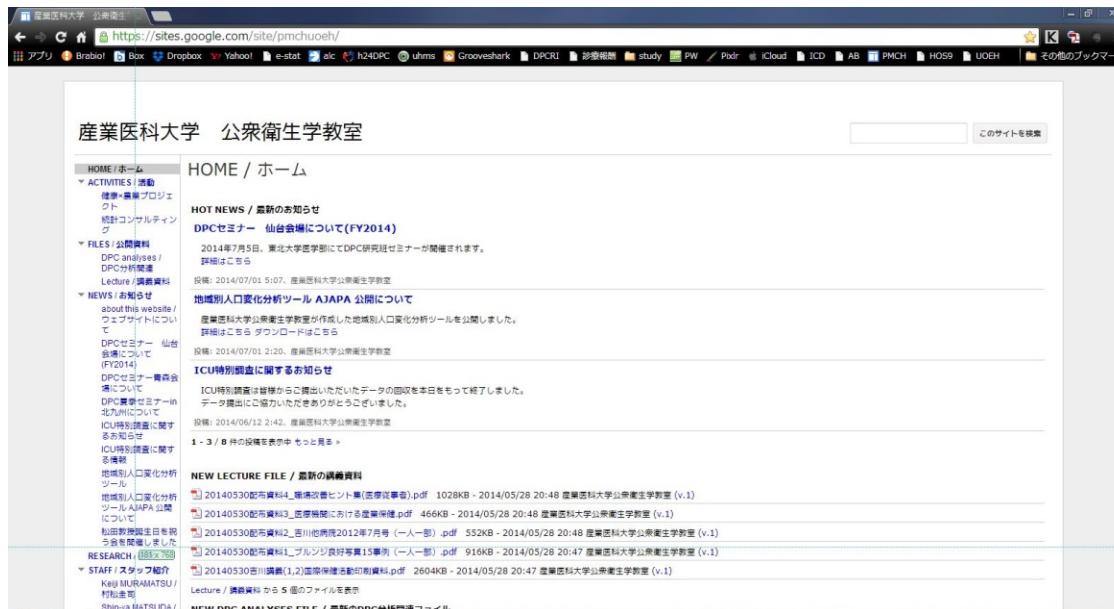 産業医科大学 公衆衛生
https://sites.google.com/site/pmchuoeh/
アプリ Brabio! Box Dropbox Yahoo! e-stat alc h24DPC uhms Grooveshark DPCRI 診療報酬 study PW Pixlr iCloud ICD AB PMCH HOS9 UOEH その他のブックマー
産業医科大学 公衆衛生学教室
このサイトを検索
HOME / ホーム
ACTIVITIES / 活動
健康×農業プロジェ
クト
統計コンサルティン
グ
FILES / 公開資料
DPC analyses /
DPC分析関連
Lecture / 講義資料
NEWS / お知らせ
about this website /
ウェブサイトについ
て
DPCセミナー 仙台
会場について
(FY2014)
DPCセミナー青森会
場について
DPC夏季セミナーin
北九州について
ICU特別調査に関す
るお知らせ
ICU特別調査に関す
る情報
地域別人口変化分析
ツール
地域別人口変化分析
ツール AJAPA 公開
について
松田教授誕生日を祝
う会を開催しました
RESEARCH /
STAFF / スタッフ紹介
Keiji MURAMATSU /
村松圭司
Shin-ya MATSUDA /
HOME / ホーム
HOT NEWS / 最新のお知らせ
DPCセミナー 仙台会場について(FY2014)
2014年7月5日、東北大学医学部にてDPC研究班セミナーが開催されます。
詳細はこちら
投稿: 2014/07/01 5:07、産業医科大学公衆衛生学教室
地域別人口変化分析ツール AJAPA 公開について
産業医科大学公衆衛生学教室が作成した地域別人口変化分析ツールを公開しました。
詳細はこちら ダウンロードはこちら
投稿: 2014/07/01 2:20、産業医科大学公衆衛生学教室
ICU特別調査に関するお知らせ
ICU特別調査は皆様からご提出いただいたデータの回収を本日をもって終了しました。
データ提出にご協力いただきありがとうございました。
投稿: 2014/06/12 2:42、産業医科大学公衆衛生学教室
1 - 3 / 8 件の投稿を表示中 もっと見る »
NEW LECTURE FILE / 最新の講義資料
20140530配布資料4_職場改善ヒント集(医療従事者).pdf 1028KB - 2014/05/28 20:48 産業医科大学公衆衛生学教室 (v.1)
20140530配布資料3_医療機関における産業保健.pdf 466KB - 2014/05/28 20:48 産業医科大学公衆衛生学教室 (v.1)
20140530配布資料2_吉川他病院2012年7月号（一人一部）.pdf 552KB - 2014/05/28 20:48 産業医科大学公衆衛生学教室 (v.1)
20140530配布資料1_ブルンジ良好写真15事例（一人一部）.pdf 916KB - 2014/05/28 20:47 産業医科大学公衆衛生学教室 (v.1)
20140530吉川講義(1,2)国際保健活動印刷資料.pdf 2604KB - 2014/05/28 20:47 産業医科大学公衆衛生学教室 (v.1)
Lecture / 講義資料 から 5 個のファイルを表示
NEW DPC ANALYSES FILE / 最新のDPC分析関連ファイル